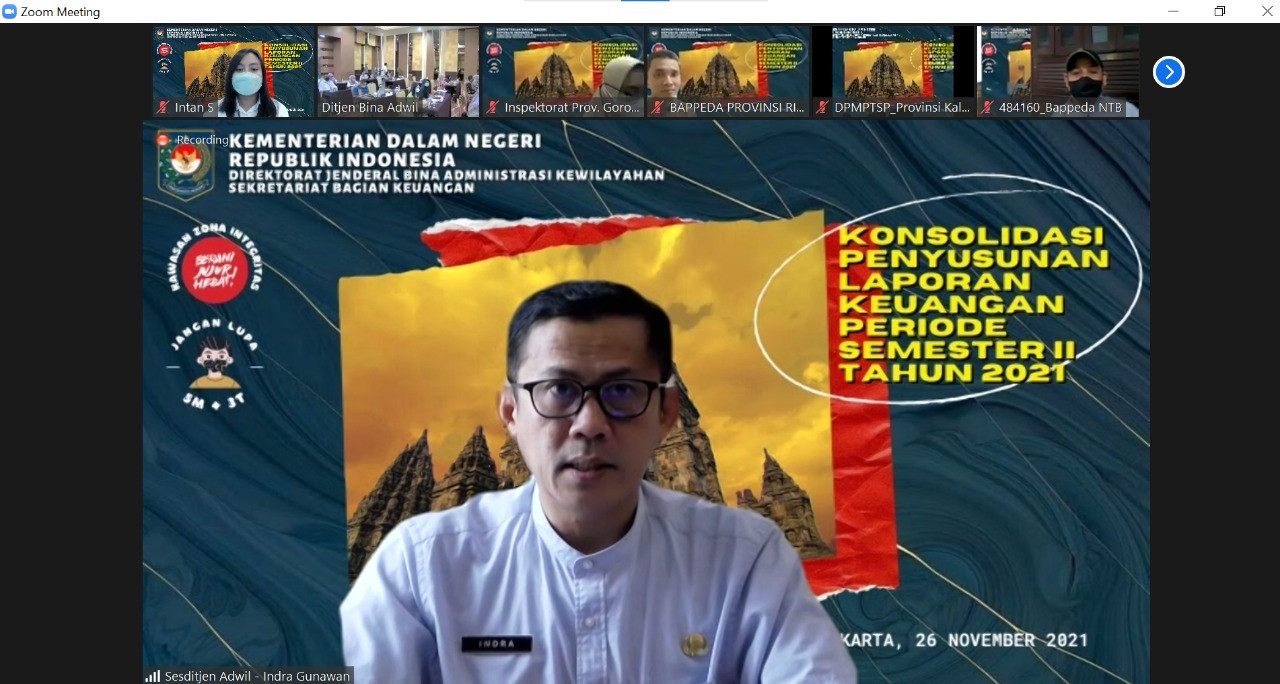 Zoom Meeting
Intan S
Ditjen Bina Adwil
Inspektorat Prov. Goro...
BAPPEDA PROVINSI RI...
DPMPTSP_Provinsi Kal...
484160_Bappeda NTB
Recording
KEMENTERIAN DALAM NEGERI
REPUBLIK INDONESIA
DIREKTORAT JENDERAL BINA ADMINISTRASI KEWILAYAHAN
SEKRETARIAT BAGIAN KEUANGAN
KAWASAN ZONA INTEGRITAS
BERANI
JUJUR!
HEBAT!
JANGAN LUPA
5M + 3T
KONSOLIDASI
PENYUSUNAN
LAPORAN
KEUANGAN
PERIODE
SEMESTER II
TAHUN 2021
INDRA
KARTA, 26 NOVEMBER 2021
Sesditjen Adwil - Indra Gunawan